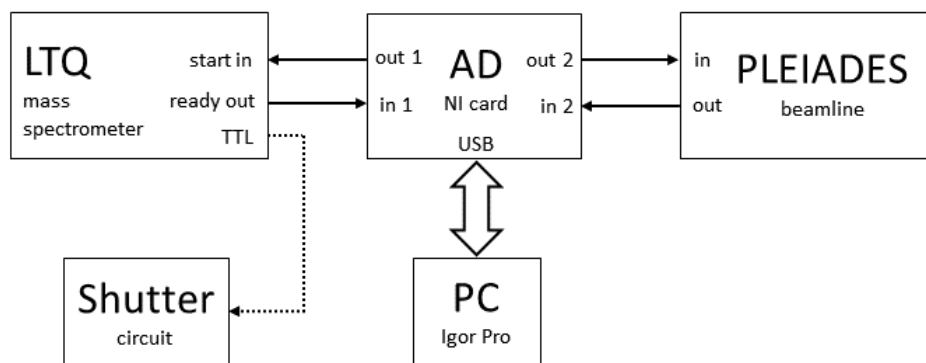 LTQ
mass
spectrometer
start in
ready out
TTL
out 1
in 1
AD
NI card
USB
out 2
in 2
in
out
PLEIADES
beamline
Shutter
circuit
PC
Igor Pro